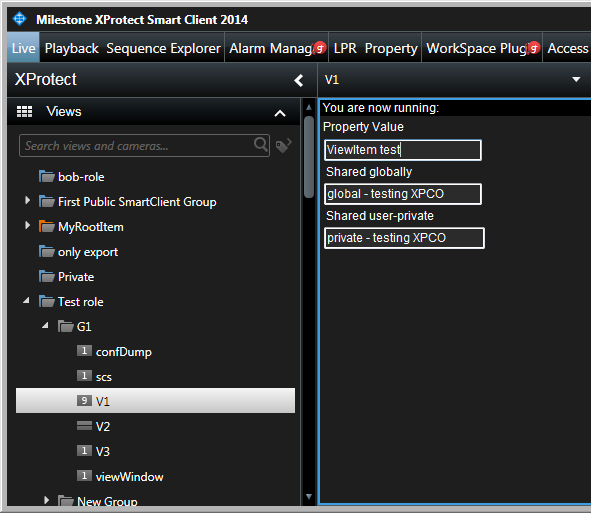 Milestone XProtect Smart Client 2014
Live Playback Sequence Explorer Alarm Manag LPR Property WorkSpace Plug Access
XProtect
V1
Views
Search views and cameras...
bob-role
First Public SmartClient Group
MyRootItem
only export
Private
Test role
G1
1 confDump
1 scs
9 V1
V2
1 V3
1 viewWindow
New Group
You are now running:
Property Value
ViewItem test
Shared globally
global - testing XPCO
Shared user-private
private - testing XPCO